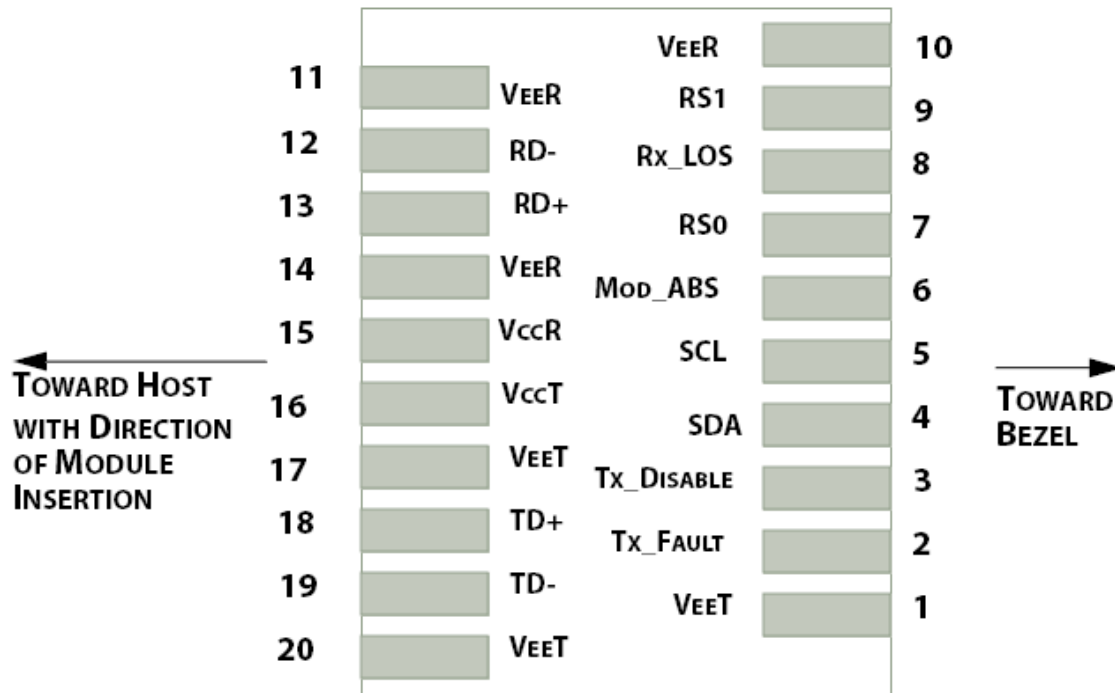 VEER 10
11 VEER
RS1 9
12 RD-
Rx_LOS 8
13 RD+
RS0 7
14 VEER
MOD_ABS 6
15 VccR
SCL 5
TOWARD HOST
WITH DIRECTION
OF MODULE
INSERTION
TOWARD
BEZEL
16 VccT
SDA 4
17 VEET
TX_DISABLE 3
18 TD+
TX_FAULT 2
19 TD-
VEET 1
20 VEET